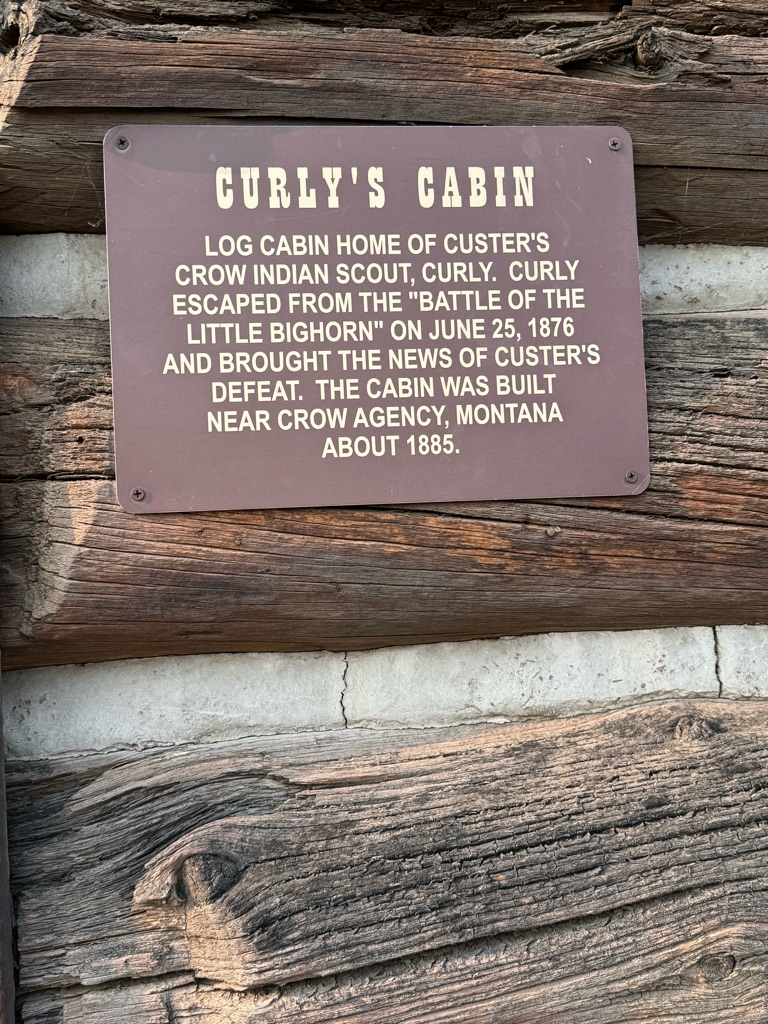 CURLY'S CABIN
LOG CABIN HOME OF CUSTER'S
CROW INDIAN SCOUT, CURLY. CURLY
ESCAPED FROM THE "BATTLE OF THE
LITTLE BIGHORN" ON JUNE 25, 1876
AND BROUGHT THE NEWS OF CUSTER'S
DEFEAT. THE CABIN WAS BUILT
NEAR CROW AGENCY, MONTANA
ABOUT 1885.